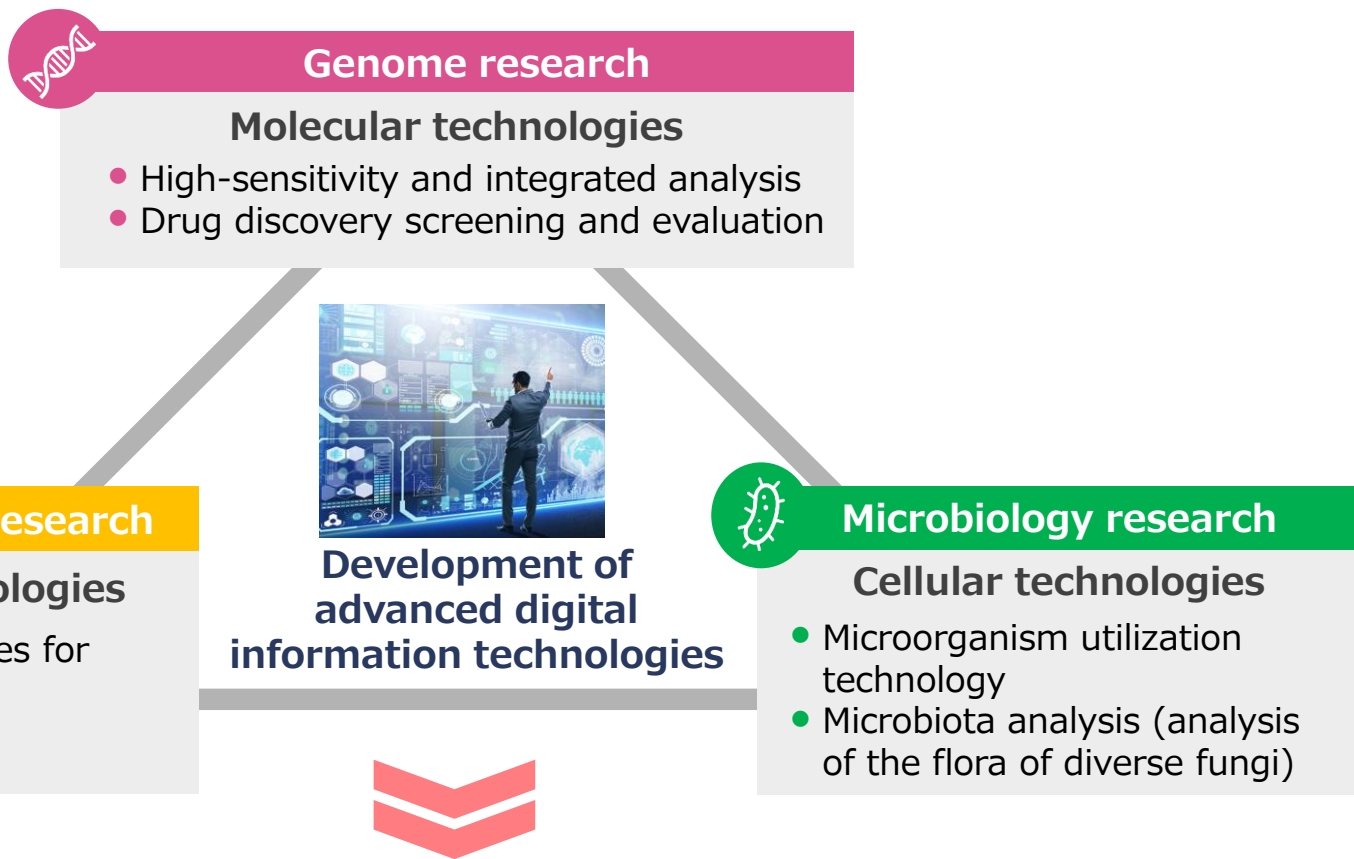 Genome research
Molecular technologies
• High-sensitivity and integrated analysis
• Drug discovery screening and evaluation
esearch
ologies
es for
Development of
advanced digital
information technologies
Microbiology research
Cellular technologies
• Microorganism utilization
technology
• Microbiota analysis (analysis
of the flora of diverse fungi)